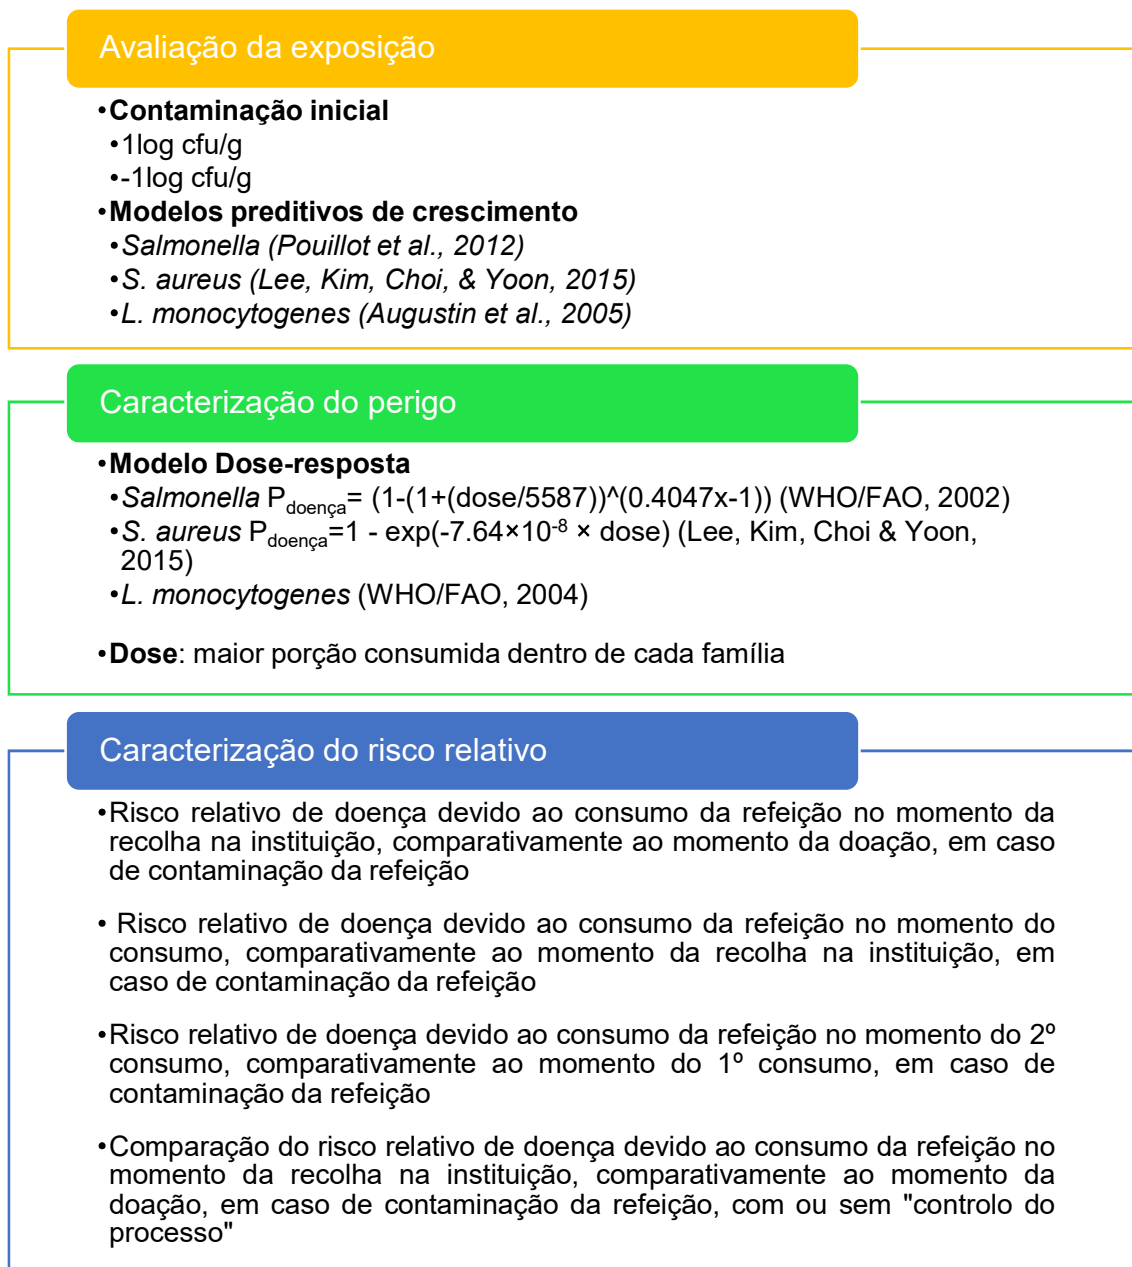 Avaliação da exposição
•Contaminação inicial
•1log cfu/g
•-1log cfu/g
•Modelos preditivos de crescimento
•Salmonella (Pouillot et al., 2012)
•S. aureus (Lee, Kim, Choi, & Yoon, 2015)
•L. monocytogenes (Augustin et al., 2005)
Caracterização do perigo
•Modelo Dose-resposta
•Salmonella Pdoença= (1-(1+(dose/5587))^(0.4047x-1)) (WHO/FAO, 2002)
•S. aureus Pdoença=1 - exp(-7.64×10-8 × dose) (Lee, Kim, Choi & Yoon,
2015)
•L. monocytogenes (WHO/FAO, 2004)
•Dose: maior porção consumida dentro de cada família
Caracterização do risco relativo
•Risco relativo de doença devido ao consumo da refeição no momento da
recolha na instituição, comparativamente ao momento da doação, em caso
de contaminação da refeição
• Risco relativo de doença devido ao consumo da refeição no momento do
consumo, comparativamente ao momento da recolha na instituição, em
caso de contaminação da refeição
•Risco relativo de doença devido ao consumo da refeição no momento do 2º
consumo, comparativamente ao momento do 1º consumo, em caso de
contaminação da refeição
•Comparação do risco relativo de doença devido ao consumo da refeição no
momento da recolha na instituição, comparativamente ao momento da
doação, em caso de contaminação da refeição, com ou sem "controlo do
processo"